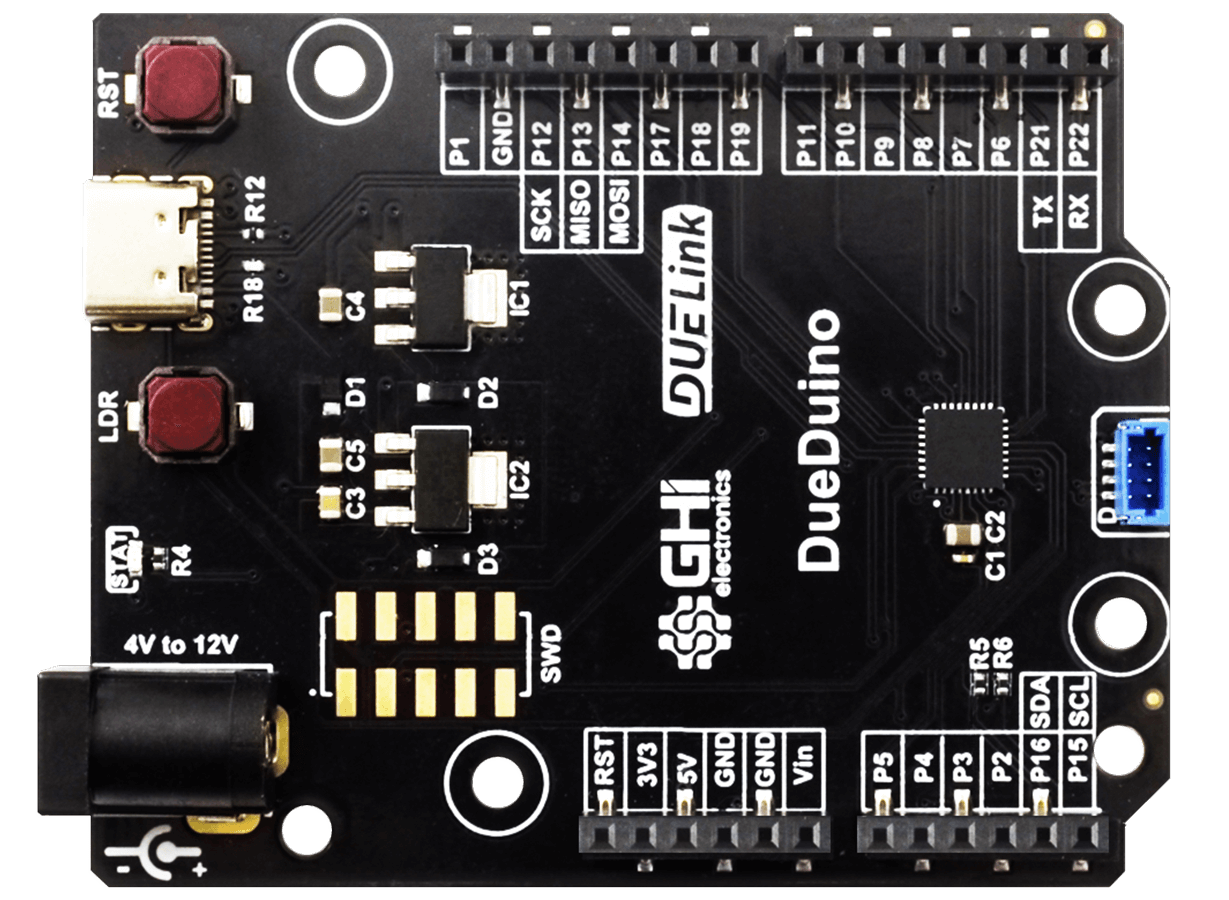 RST
P1
GND
P12
P13
P14
P17
P18
P19
P11
P10
P9
P8
P7
P6
P21
P22
SCK
MISO
MOSI
TX
RX
R12
R18
C4
IC1
DUELink
DueDuino
LDR
D1
D2
C5
C3
IC2
D3
GHI
electronics
D
C1 C2
STAT
R4
4V to 12V
SWD
R5
R6
SDA
SCL
RST
3V3
5V
GND
GND
Vin
P5
P4
P3
P2
P16
P15
- +